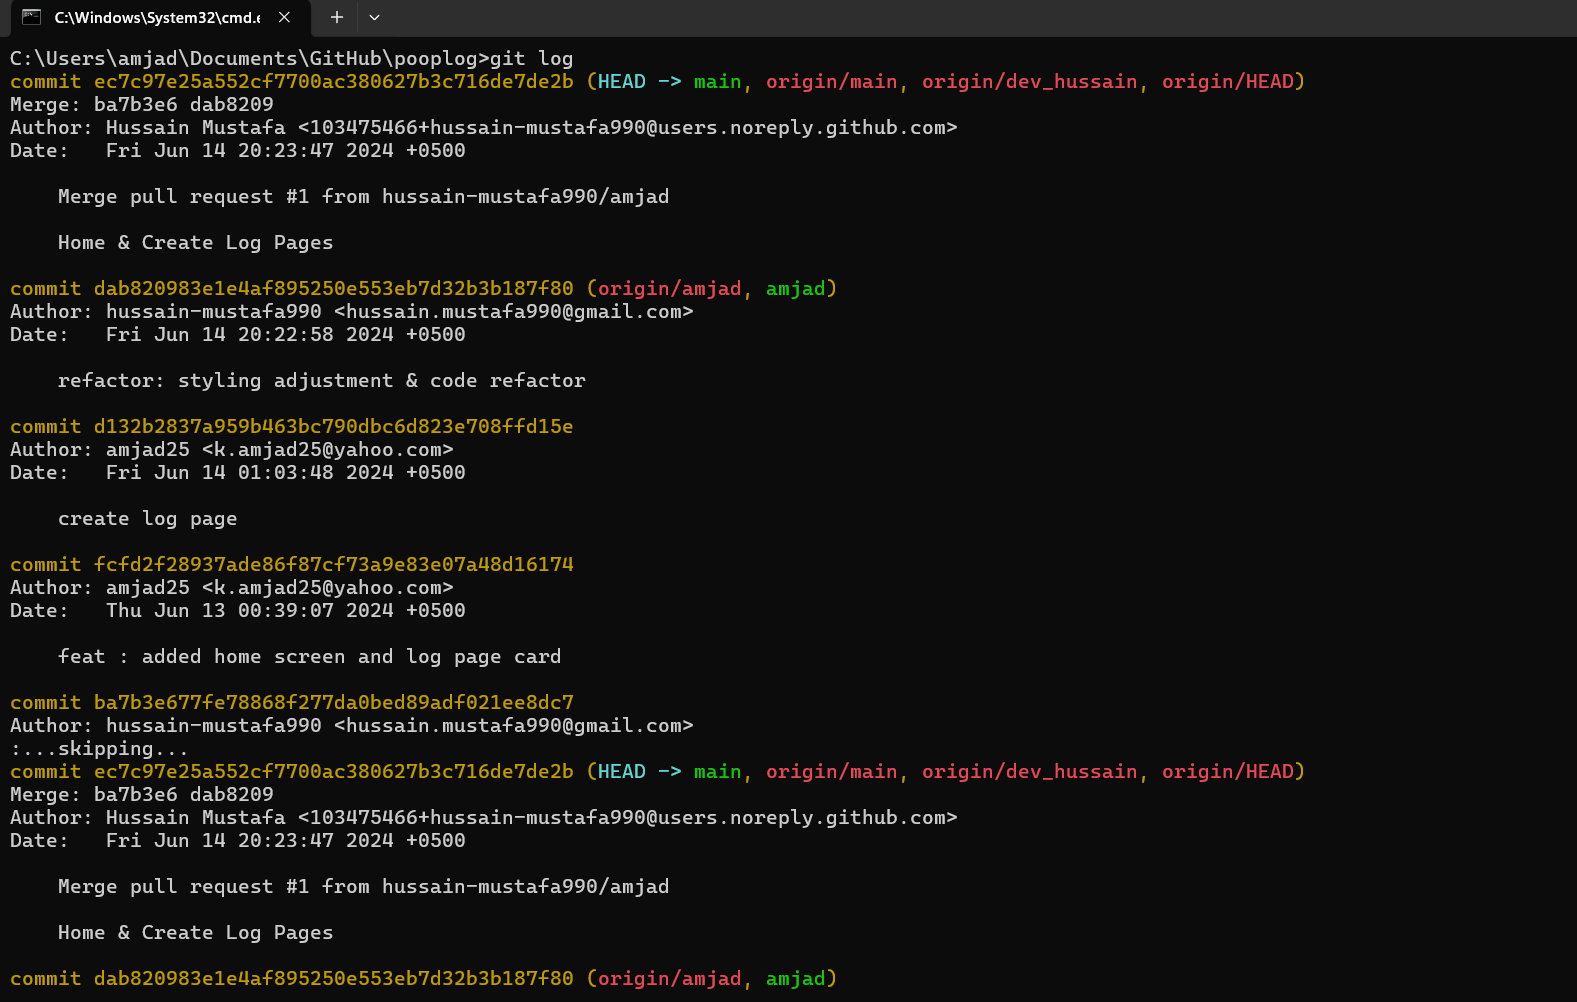 C:\Windows\System32\cmd.e
C:\Users\amjad\Documents\GitHub\pooplog>git log
commit ec7c97e25a552cf7700ac380627b3c716de7de2b (HEAD -> main, origin/main, origin/dev_hussain, origin/HEAD)
Merge: ba7b3e6 dab8209
Author: Hussain Mustafa <103475466+hussain-mustafa990@users.noreply.github.com>
Date:   Fri Jun 14 20:23:47 2024 +0500
Merge pull request #1 from hussain-mustafa990/amjad
Home & Create Log Pages
commit dab820983e1e4af895250e553eb7d32b3b187f80 (origin/amjad, amjad)
Author: hussain-mustafa990 <hussain.mustafa990@gmail.com>
Date:   Fri Jun 14 20:22:58 2024 +0500
refactor: styling adjustment & code refactor
commit d132b2837a959b463bc790dbc6d823e708ffd15e
Author: amjad25 <k.amjad25@yahoo.com>
Date:   Fri Jun 14 01:03:48 2024 +0500
create log page
commit fcfd2f28937ade86f87cf73a9e83e07a48d16174
Author: amjad25 <k.amjad25@yahoo.com>
Date:   Thu Jun 13 00:39:07 2024 +0500
feat : added home screen and log page card
commit ba7b3e677fe78868f277da0bed89adf021ee8dc7
Author: hussain-mustafa990 <hussain.mustafa990@gmail.com>
:...skipping...
commit ec7c97e25a552cf7700ac380627b3c716de7de2b (HEAD -> main, origin/main, origin/dev_hussain, origin/HEAD)
Merge: ba7b3e6 dab8209
Author: Hussain Mustafa <103475466+hussain-mustafa990@users.noreply.github.com>
Date:   Fri Jun 14 20:23:47 2024 +0500
Merge pull request #1 from hussain-mustafa990/amjad
Home & Create Log Pages
commit dab820983e1e4af895250e553eb7d32b3b187f80 (origin/amjad, amjad)